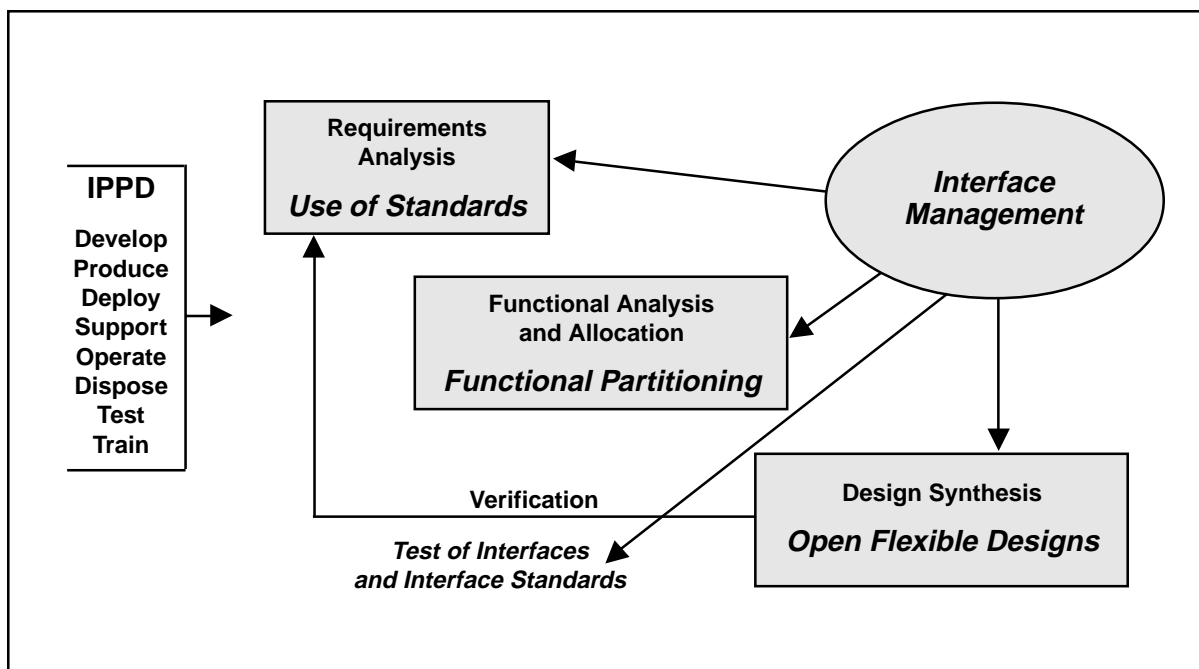 IPPD
Develop
Produce
Deploy
Support
Operate
Dispose
Test
Train
Requirements
Analysis
Use of Standards
Interface
Management
Functional Analysis
and Allocation
Functional Partitioning
Verification
Test of Interfaces
and Interface Standards
Design Synthesis
Open Flexible Designs